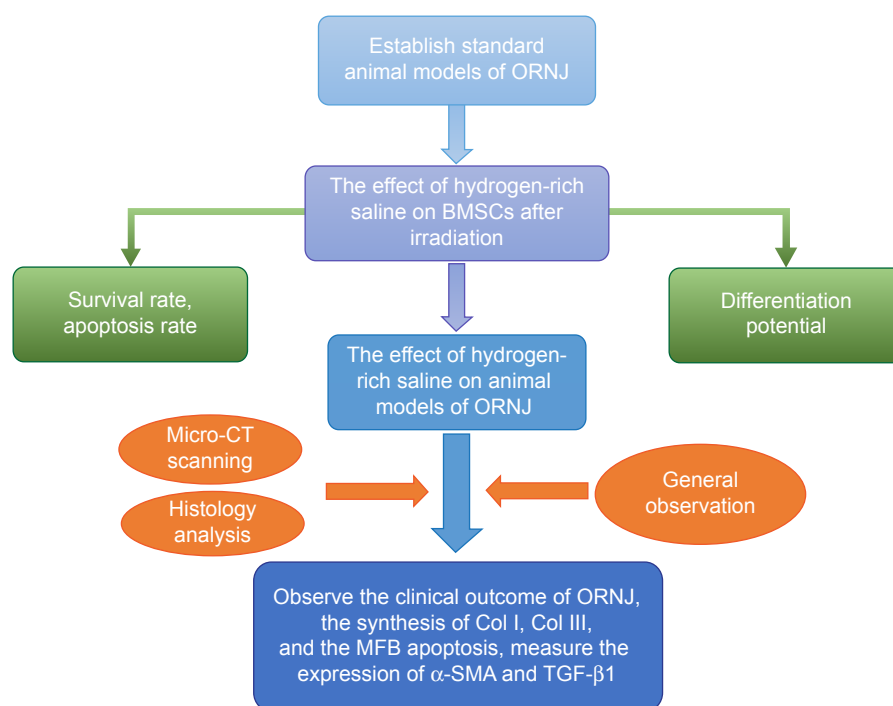 Establish standard
animal models of ORNJ
The effect of hydrogen-rich
saline on BMSCs after
irradiation
Survival rate,
apoptosis rate
Differentiation
potential
The effect of hydrogen-
rich saline on animal
models of ORNJ
Micro-CT
scanning
Histology
analysis
General
observation
Observe the clinical outcome of ORNJ,
the synthesis of Col I, Col III,
and the MFB apoptosis, measure the
expression of α-SMA and TGF-β1